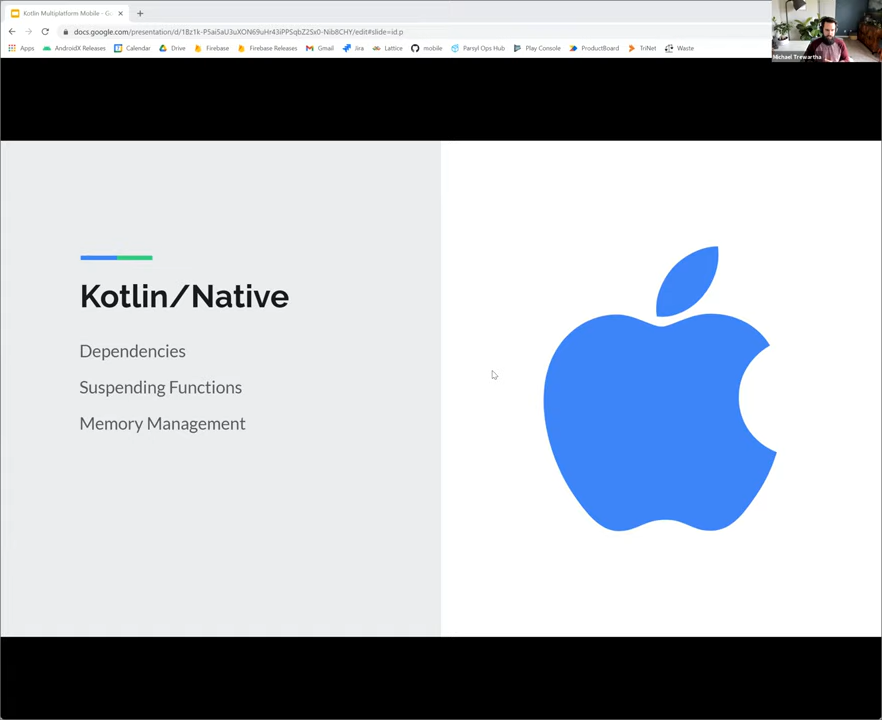 Kotlin Multiplatform Mobile - Go
docs.google.com/presentation/d/1Bz1k-P5ai5aU3uXON69uHr43iPPSqbZ2Sx0-Nib8CHY/edit#slide=id.p
Apps AndroidX Releases Calendar Drive Firebase Firebase Releases Gmail Jira Lattice mobile Parsyl Ops Hub Play Console ProductBoard TriNet Waste
Michael Trewartha
Kotlin/Native
Dependencies
Suspending Functions
Memory Management